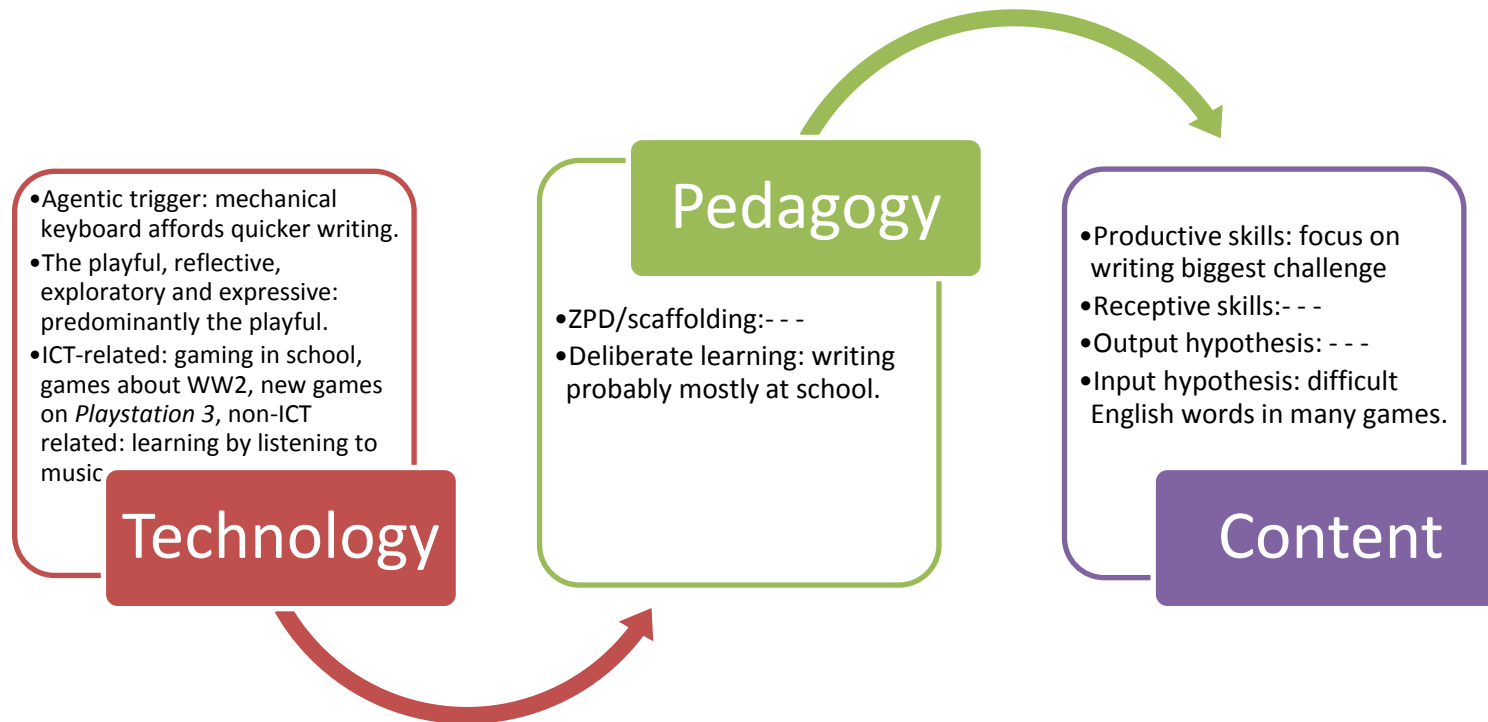 •Agentic trigger: mechanical
keyboard affords quicker writing.
•The playful, reflective,
exploratory and expressive:
predominantly the playful.
•ICT-related: gaming in school,
games about WW2, new games
on Playstation 3, non-ICT
related: learning by listening to
music
Technology
Pedagogy
•ZPD/scaffolding:- - -
•Deliberate learning: writing
probably mostly at school.
•Productive skills: focus on
writing biggest challenge
•Receptive skills:- - -
•Output hypothesis: - - -
•Input hypothesis: difficult
English words in many games.
Content